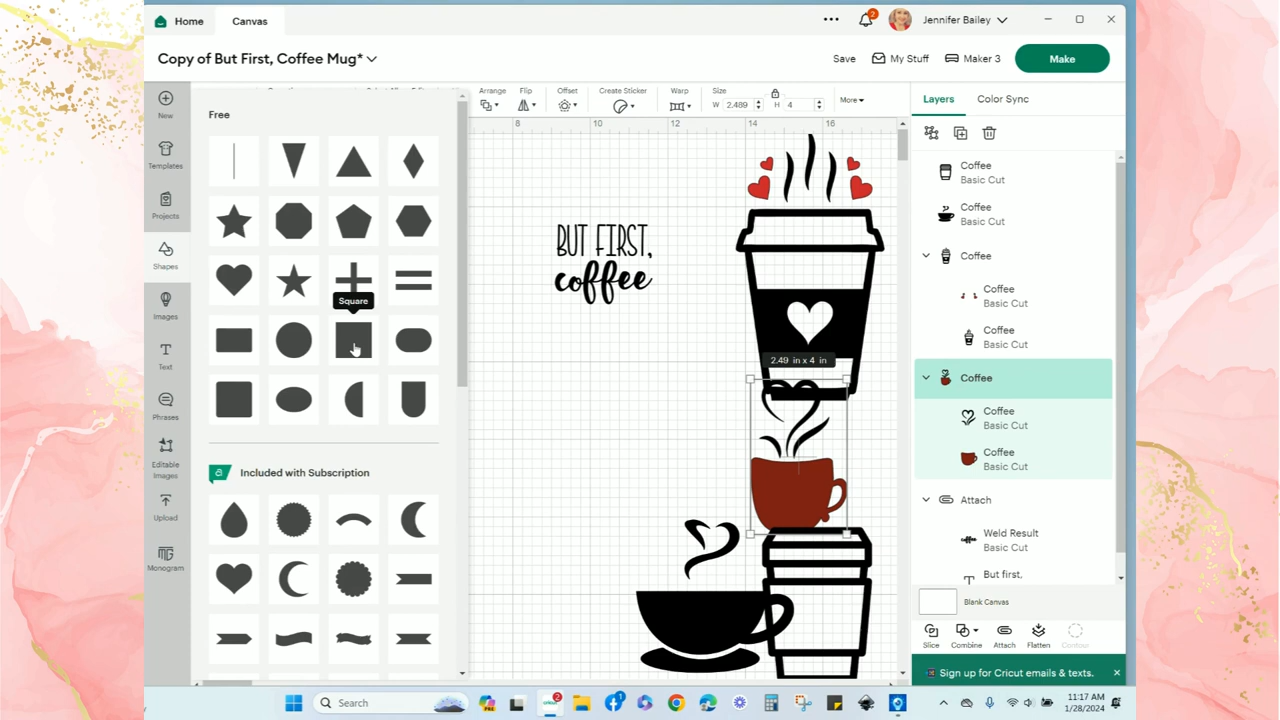 Home
Canvas
2
Jennifer Bailey
Copy of But First, Coffee Mug*
Save
My Stuff
Maker 3
Make
New
Templates
Projects
Shapes
Images
Text
Phrases
Editable
Images
Upload
MG
Monogram
Free
Square
a
Included with Subscription
Arrange
Flip
Offset
Create Sticker
Warp
Size
W 2.489
H 4
More
8
10
12
14
16
BUT FIRST,
coffee
2.49 in x 4 in
Layers
Color Sync
Coffee
Basic Cut
Coffee
Basic Cut
Coffee
Coffee
Basic Cut
Coffee
Basic Cut
Coffee
Coffee
Basic Cut
Coffee
Basic Cut
Attach
Weld Result
Basic Cut
But first,
Blank Canvas
Slice
Combine
Attach
Flatten
Contour
Sign up for Cricut emails & texts.
Search
2
1
11:17 AM
1/28/2024